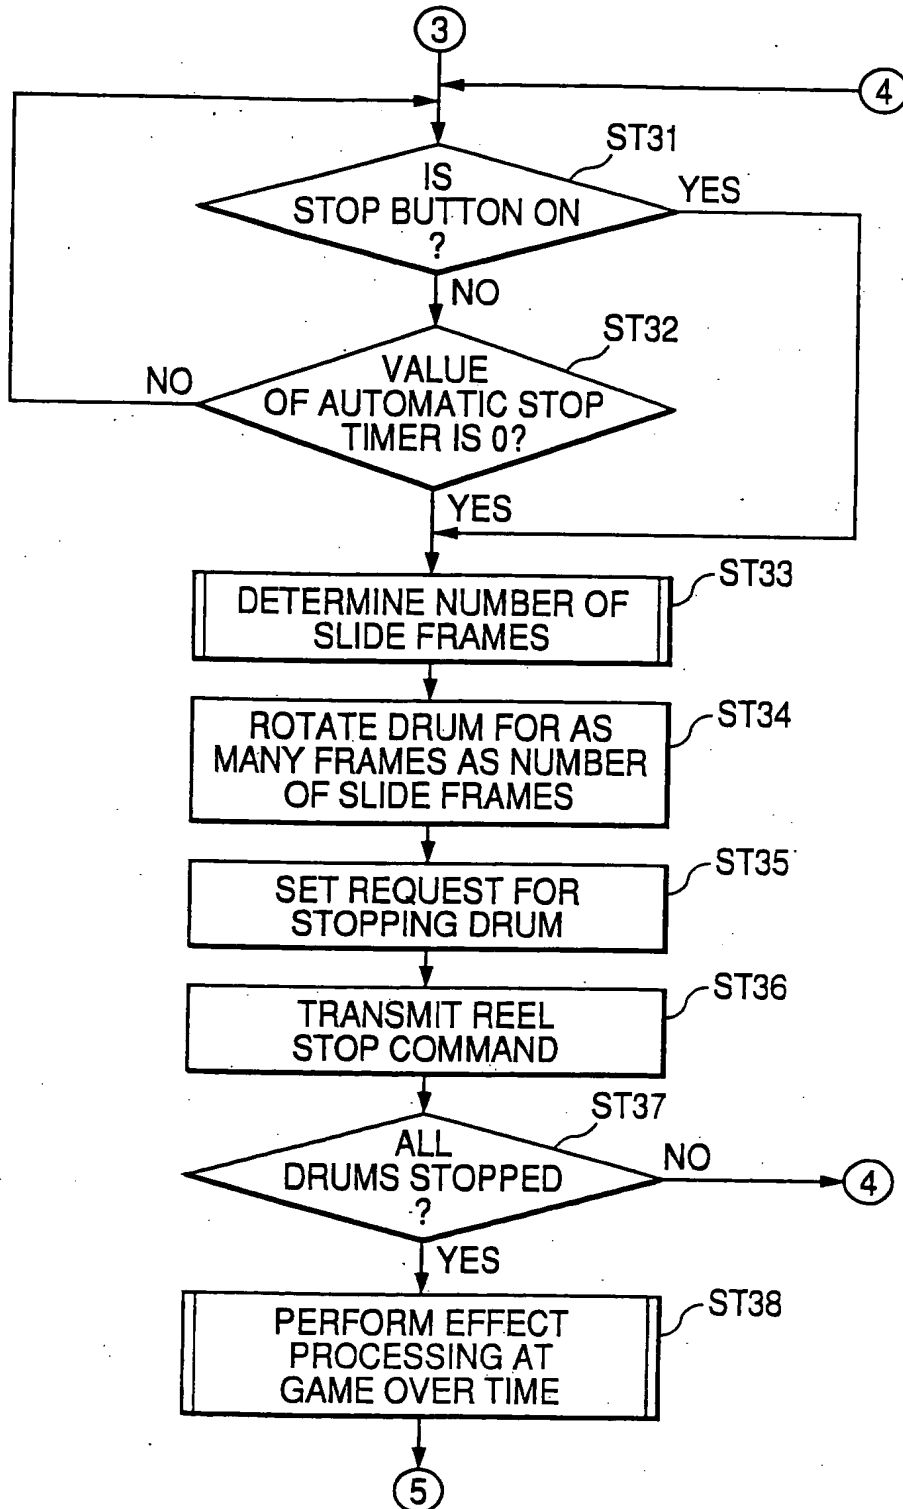 3
4
ST31
IS
STOP BUTTON ON
?
YES
NO
ST32
VALUE
OF AUTOMATIC STOP
TIMER IS 0?
NO
YES
ST33
DETERMINE NUMBER OF
SLIDE FRAMES
ST34
ROTATE DRUM FOR AS
MANY FRAMES AS NUMBER
OF SLIDE FRAMES
ST35
SET REQUEST FOR
STOPPING DRUM
ST36
TRANSMIT REEL
STOP COMMAND
ST37
ALL
DRUMS STOPPED
?
NO
4
YES
ST38
PERFORM EFFECT
PROCESSING AT
GAME OVER TIME
5